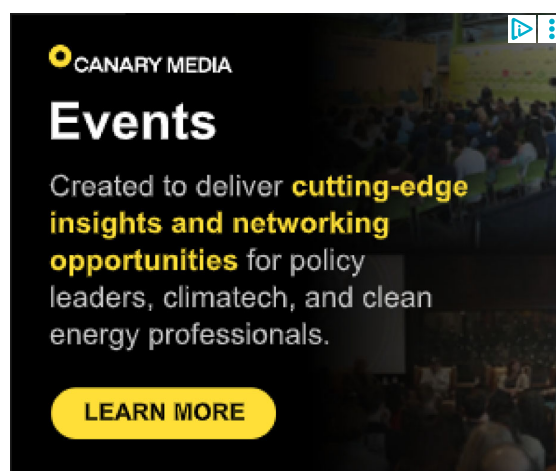 CANARY MEDIA
Events
Created to deliver cutting-edge
insights and networking
opportunities for policy
leaders, climatech, and clean
energy professionals.
LEARN MORE